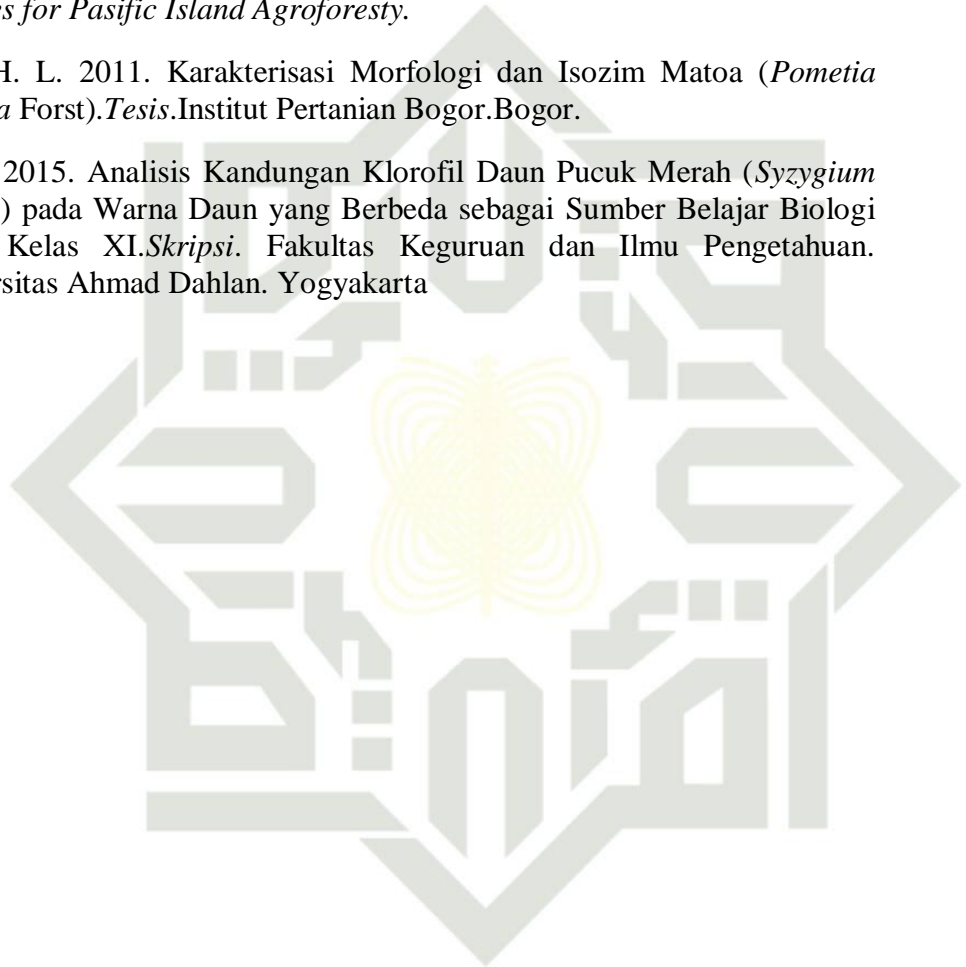 es for Pasific Island Agroforesty.
H. L. 2011. Karakterisasi Morfologi dan Isozim Matoa (Pometia
a Forst).Tesis.Institut Pertanian Bogor.Bogor.
2015. Analisis Kandungan Klorofil Daun Pucuk Merah (Syzygium
) pada Warna Daun yang Berbeda sebagai Sumber Belajar Biologi
Kelas XI.Skripsi. Fakultas Keguruan dan Ilmu Pengetahuan.
rsitas Ahmad Dahlan. Yogyakarta